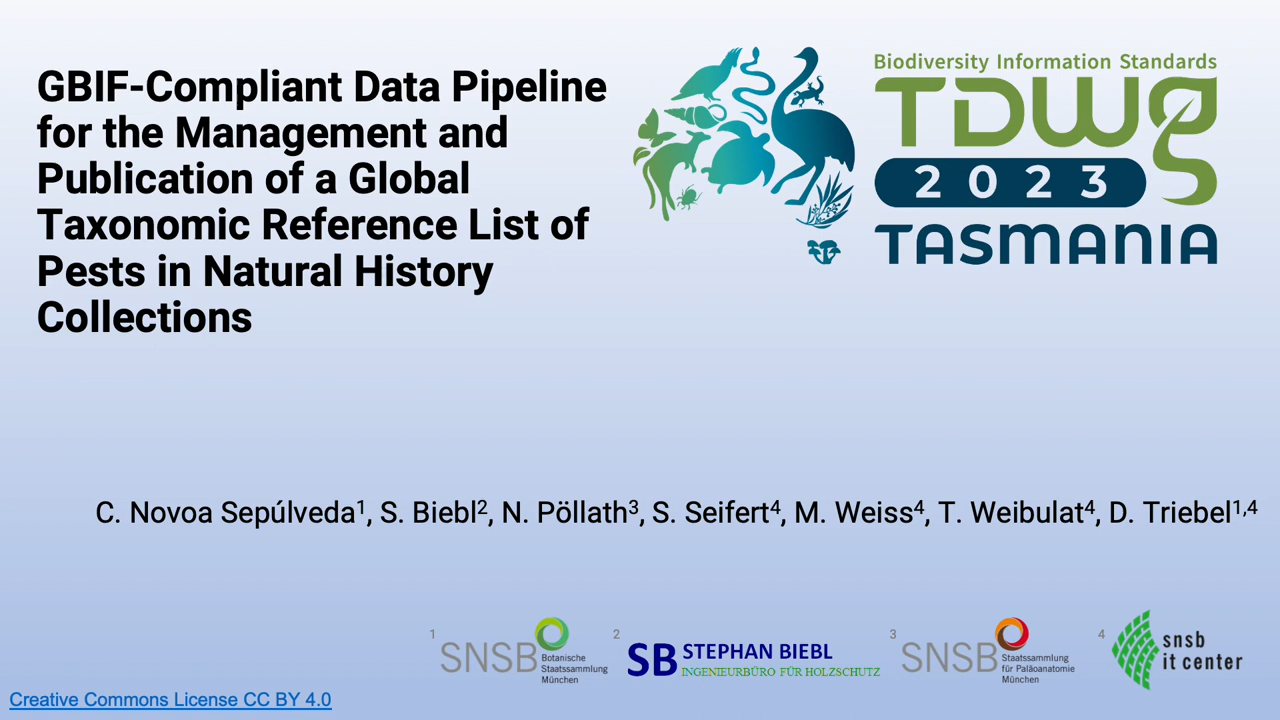 GBIF-Compliant Data Pipeline
for the Management and
Publication of a Global
Taxonomic Reference List of
Pests in Natural History
Collections
Biodiversity Information Standards
TDWG
2023
TASMANIA
C. Novoa Sepúlveda1, S. Biebl2, N. Pöllath3, S. Seifert4, M. Weiss4, T. Weibulat4, D. Triebel1,4
1
SNSB
Botanische
Staatssammlung
München
2
SB STEPHAN BIEBL
INGENIEURBÜRO FÜR HOLZSCHUTZ
3
SNSB
Staatssammlung
für Paläoanatomie
München
4
snsb
it center
Creative Commons License CC BY 4.0